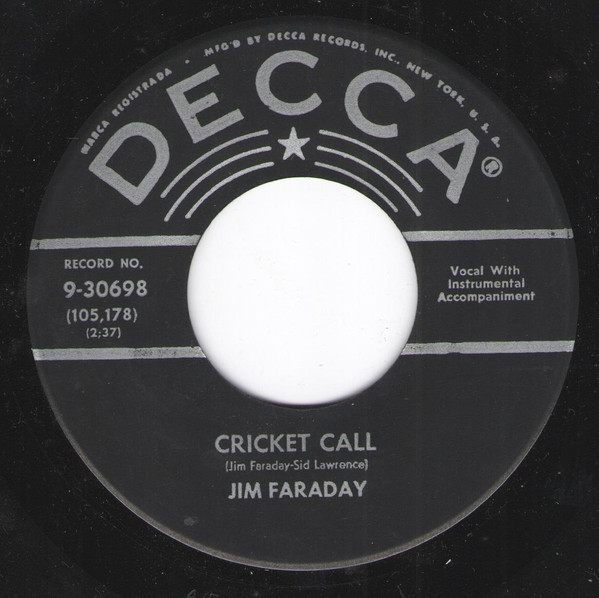 MARCA REGISTRADA • MFG'D BY DECCA RECORDS, INC., NEW YORK, U. S. A.
DECCA®
RECORD NO.
9-30698
(105,178)
(2:37)
Vocal With
Instrumental
Accompaniment
CRICKET CALL
(Jim Faraday-Sid Lawrence)
JIM FARADAY